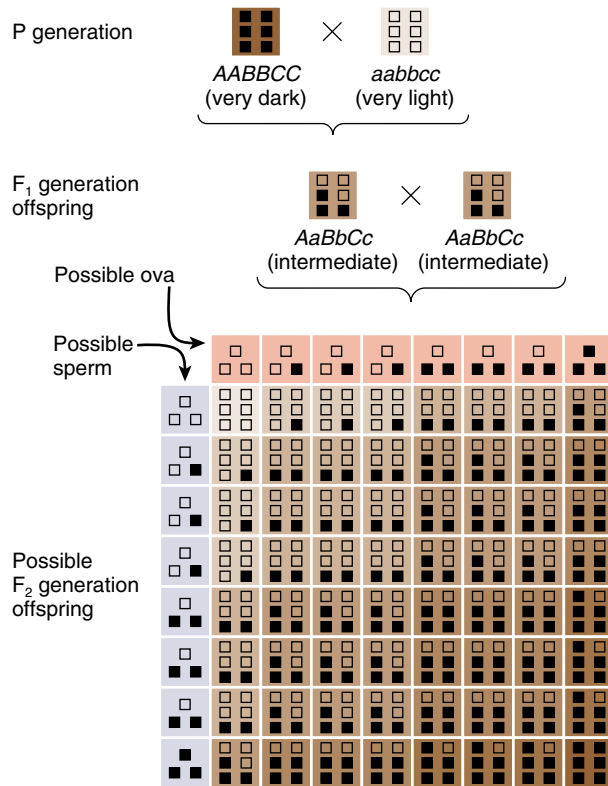 P generation
AABBCC
(very dark)
aabbcc
(very light)
F₁ generation
offspring
AaBbCc
(intermediate)
AaBbCc
(intermediate)
Possible ova
Possible
sperm
Possible
F₂ generation
offspring